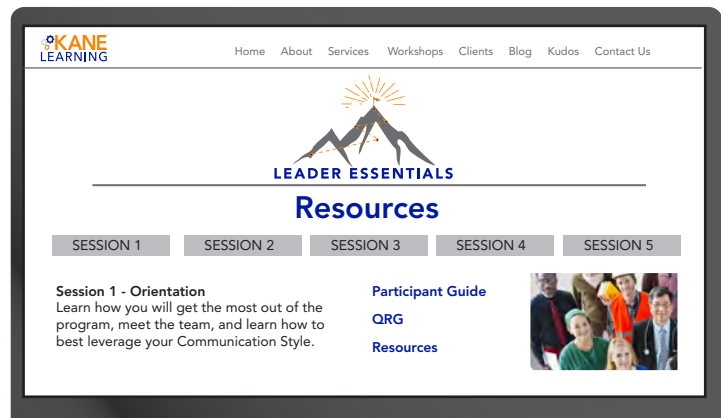 KANE
LEARNING
Home About Services Workshops Clients Blog Kudos Contact Us
LEADER ESSENTIALS
Resources
SESSION 1 SESSION 2 SESSION 3 SESSION 4 SESSION 5
Session 1 - Orientation
Learn how you will get the most out of the
program, meet the team, and learn how to
best leverage your Communication Style.
Participant Guide
QRG
Resources